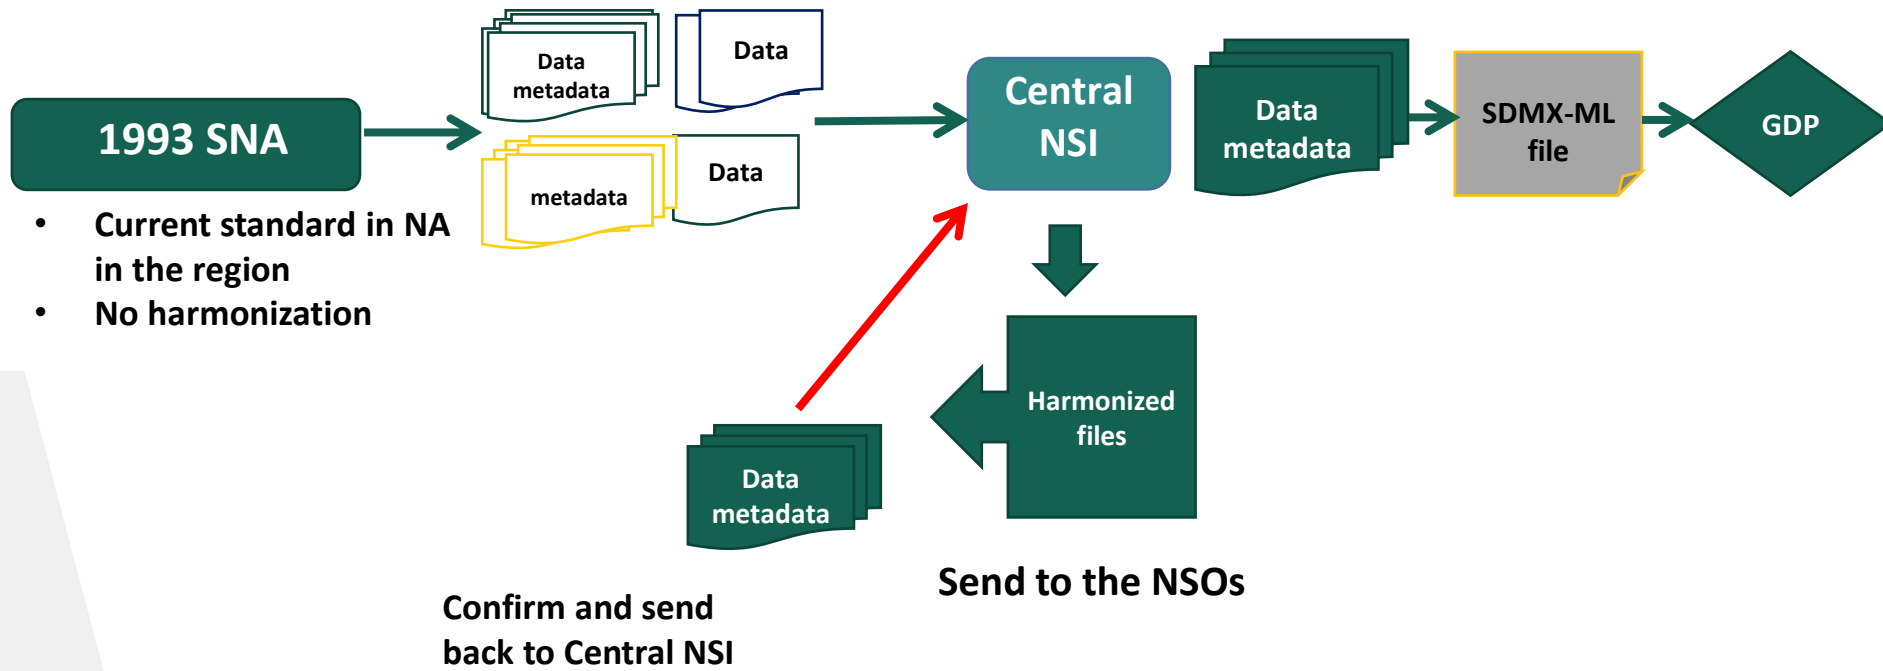 1993 SNA
• Current standard in NA
in the region
• No harmonization
Data
metadata
Data
metadata
Data
Central
NSI
Data
metadata
SDMX-ML
file
GDP
Harmonized
files
Data
metadata
Send to the NSOs
Confirm and send
back to Central NSI